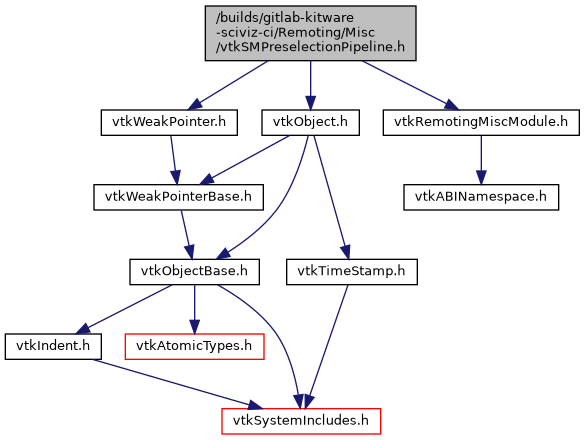 /builds/gitlab-kitware
-sciviz-ci/Remoting/Misc
/vtkSMPreselectionPipeline.h
vtkWeakPointer.h
vtkObject.h
vtkRemotingMiscModule.h
vtkWeakPointerBase.h
vtkABINamespace.h
vtkObjectBase.h
vtkTimeStamp.h
vtkIndent.h
vtkAtomicTypes.h
vtkSystemIncludes.h